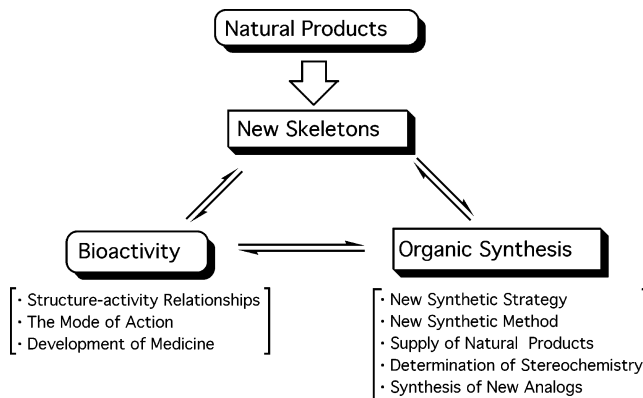 Natural Products
New Skeletons
Bioactivity
· Structure-activity Relationships
· The Mode of Action
· Development of Medicine
Organic Synthesis
· New Synthetic Strategy
· New Synthetic Method
· Supply of Natural Products
· Determination of Stereochemistry
· Synthesis of New Analogs